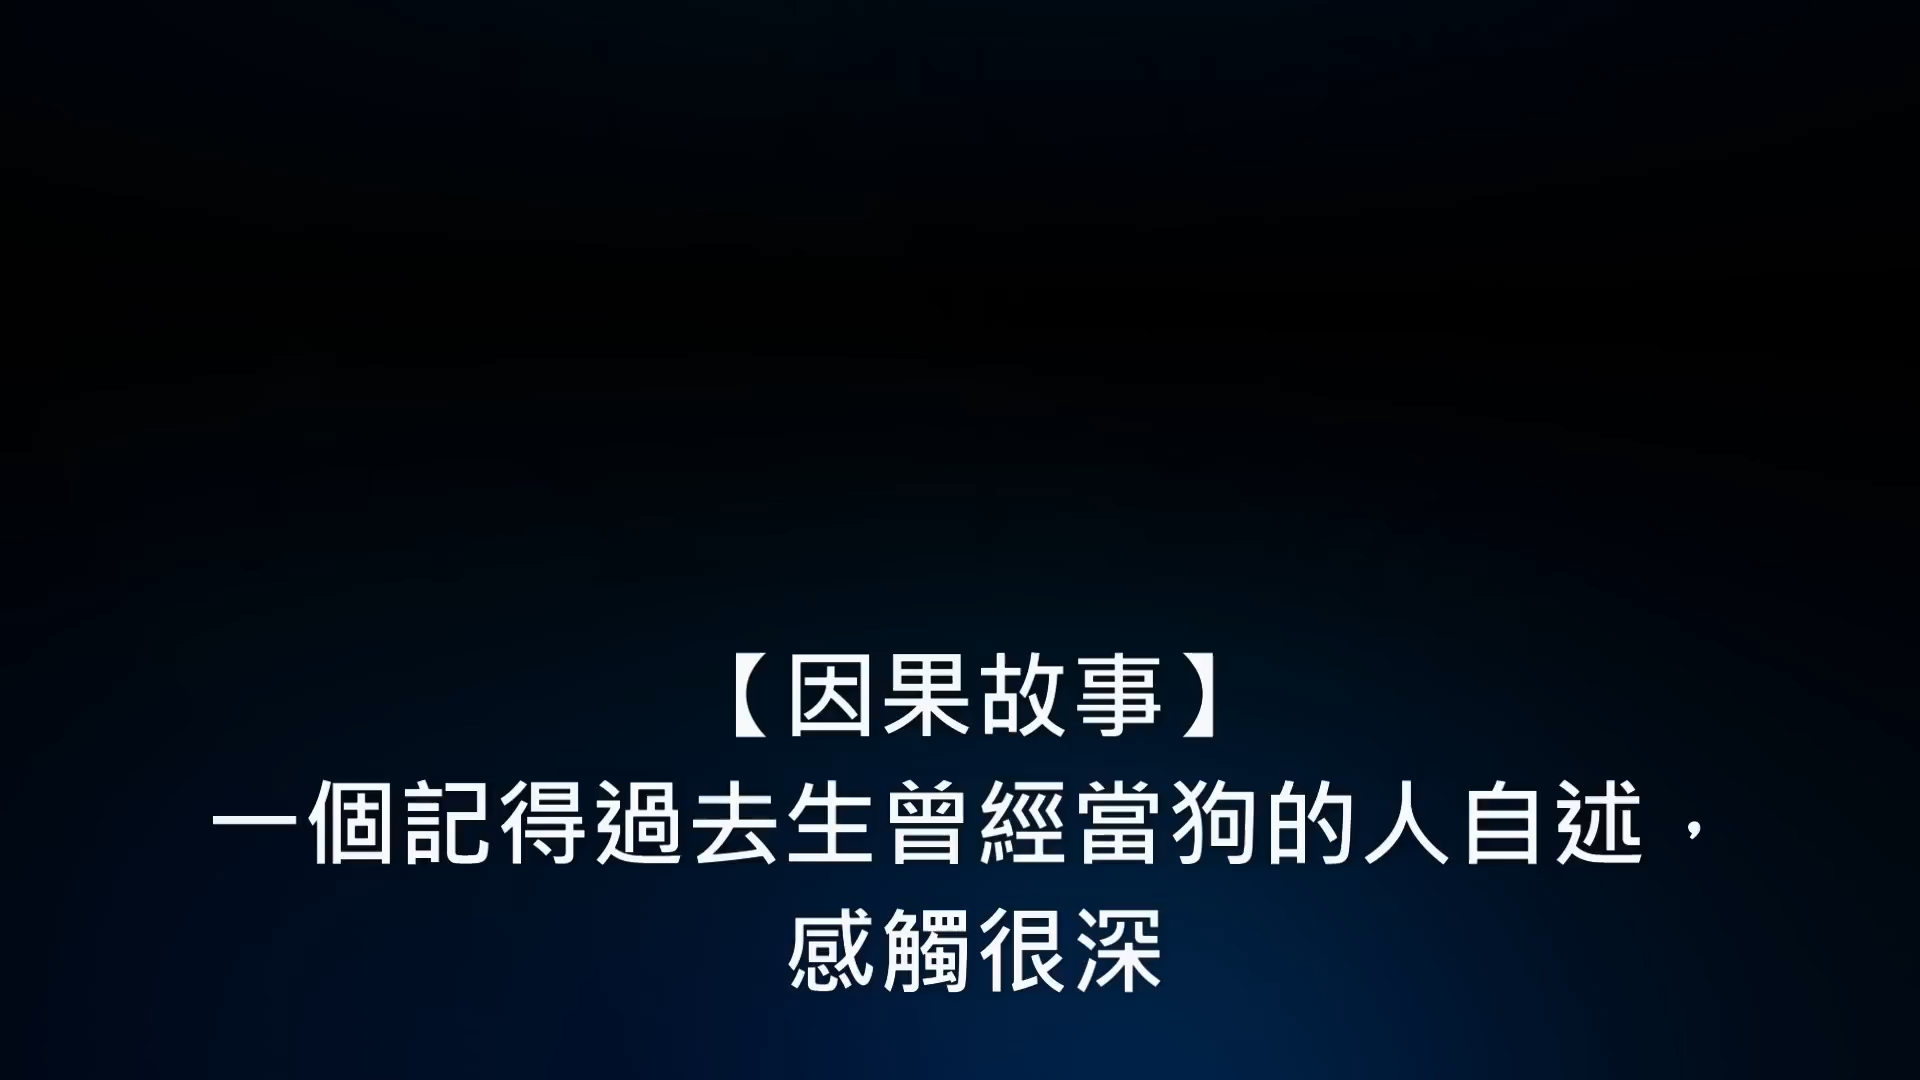 【因果故事】
一個記得過去生曾經當狗的人自述，
感觸很深